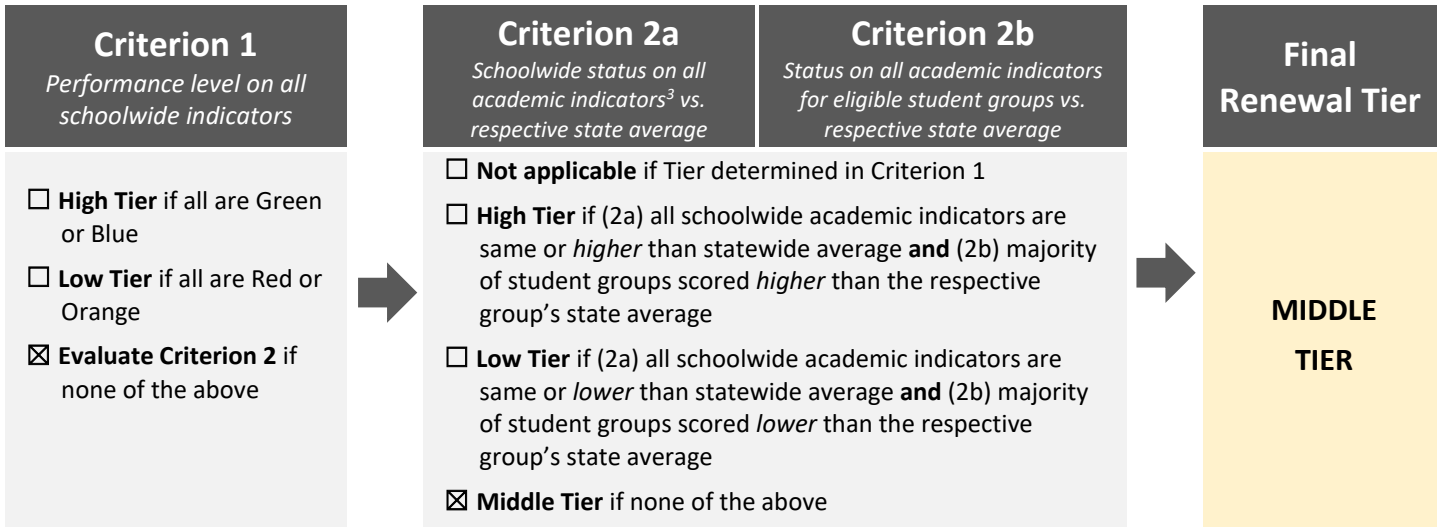 Criterion 1
Performance level on all
schoolwide indicators
☐ High Tier if all are Green
or Blue
☐ Low Tier if all are Red or
Orange
☒ Evaluate Criterion 2 if
none of the above
Criterion 2a
Schoolwide status on all
academic indicators³ vs.
respective state average
Criterion 2b
Status on all academic indicators
for eligible student groups vs.
respective state average
☐ Not applicable if Tier determined in Criterion 1
☐ High Tier if (2a) all schoolwide academic indicators are
same or higher than statewide average and (2b) majority
of student groups scored higher than the respective
group's state average
☐ Low Tier if (2a) all schoolwide academic indicators are
same or lower than statewide average and (2b) majority
of student groups scored lower than the respective
group's state average
☒ Middle Tier if none of the above
Final
Renewal Tier
MIDDLE
TIER